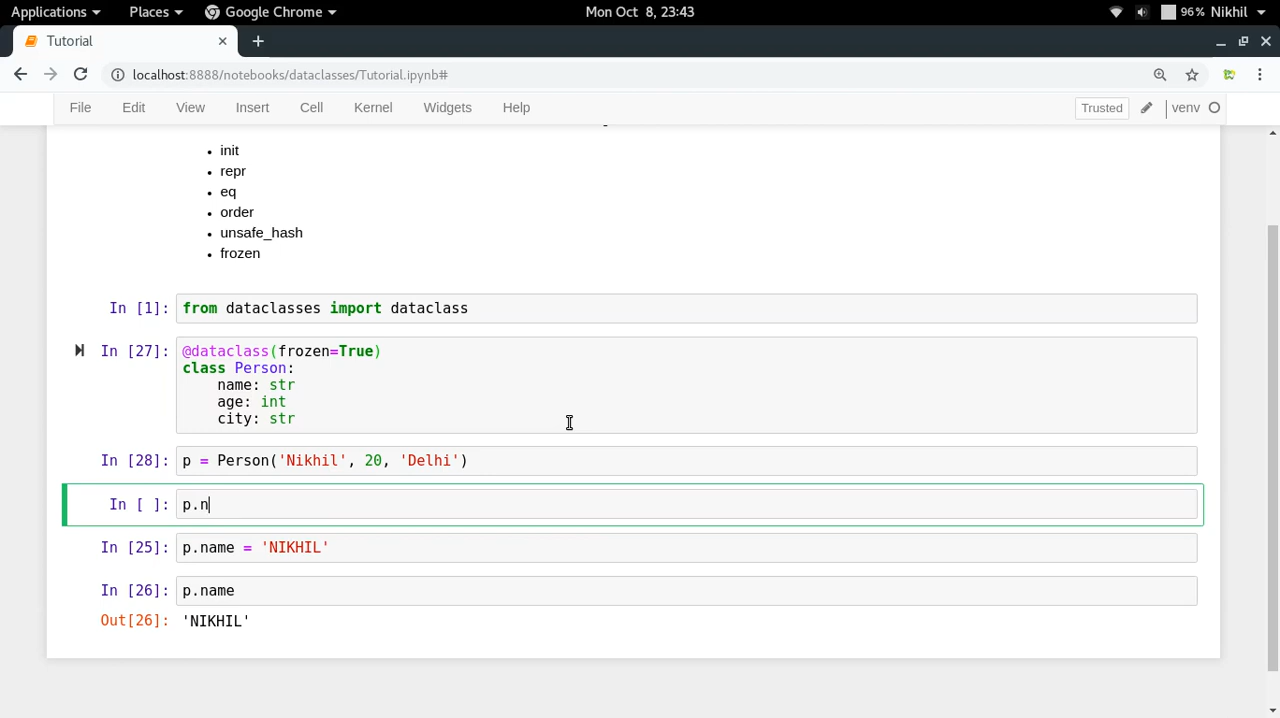 Applications Places Google Chrome Mon Oct 8, 23:43 96% Nikhil
Tutorial
localhost:8888/notebooks/dataclasses/Tutorial.ipynb#
File Edit View Insert Cell Kernel Widgets Help Trusted venv
• init
• repr
• eq
• order
• unsafe_hash
• frozen
In [1]: from dataclasses import dataclass
In [27]: @dataclass(frozen=True)
class Person:
    name: str
    age: int
    city: str
In [28]: p = Person('Nikhil', 20, 'Delhi')
In [ ]: p.n
In [25]: p.name = 'NIKHIL'
In [26]: p.name
Out[26]: 'NIKHIL'